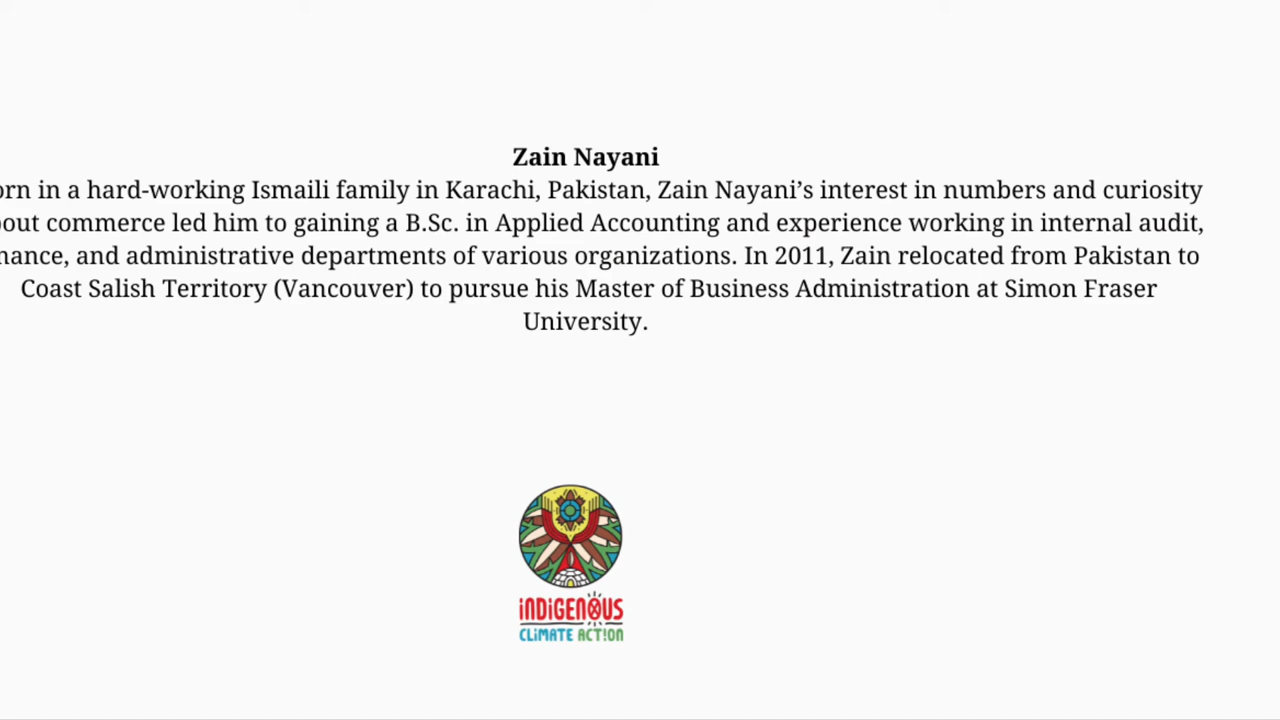 Zain Nayani
orn in a hard-working Ismaili family in Karachi, Pakistan, Zain Nayani’s interest in numbers and curiosity
out commerce led him to gaining a B.Sc. in Applied Accounting and experience working in internal audit,
nance, and administrative departments of various organizations. In 2011, Zain relocated from Pakistan to
Coast Salish Territory (Vancouver) to pursue his Master of Business Administration at Simon Fraser
University.
iNDiGENOUS
CLiMATE ACT!ON